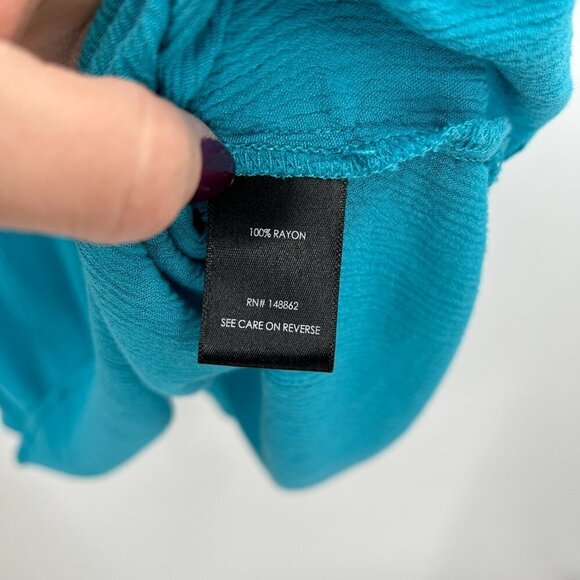 100% RAYON
RN# 148862
SEE CARE ON REVERSE